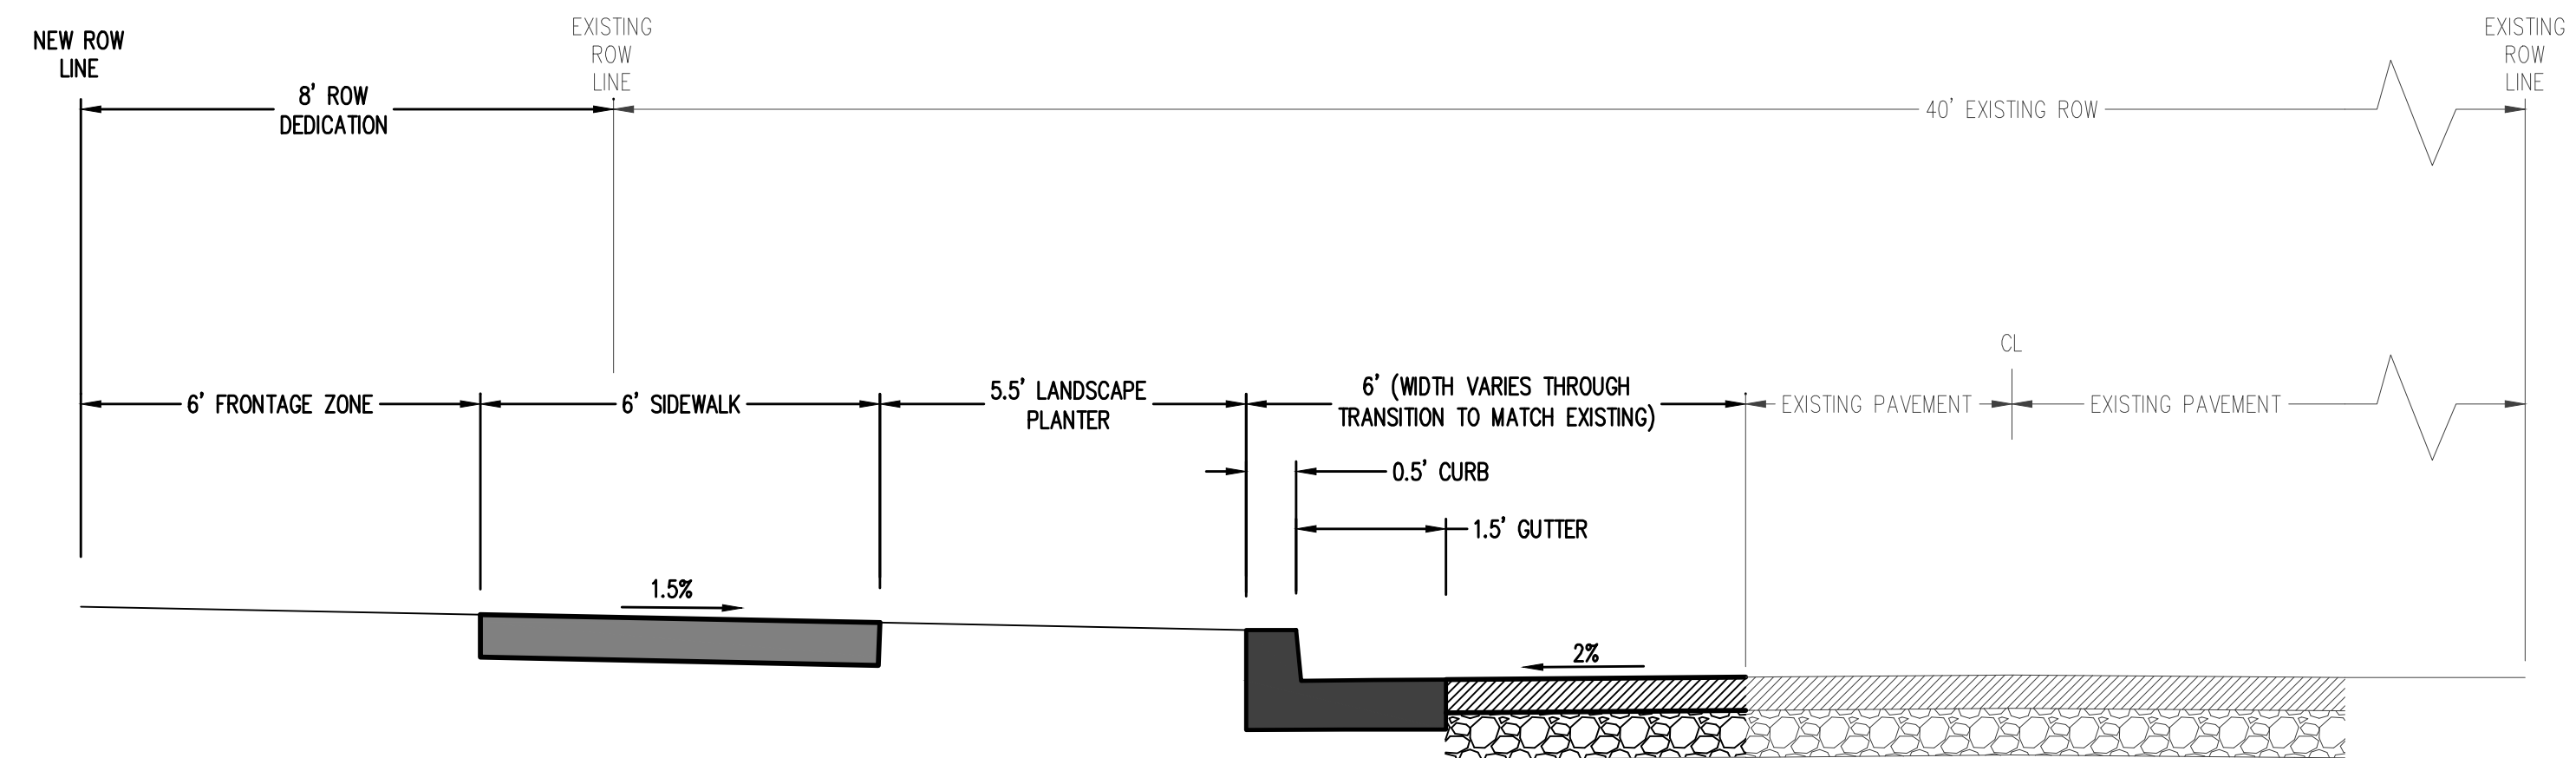 NEW ROW
LINE
EXISTING
ROW
LINE
EXISTING
ROW
LINE
8' ROW
DEDICATION
40' EXISTING ROW
CL
6' FRONTAGE ZONE
6' SIDEWALK
5.5' LANDSCAPE
PLANTER
6' (WIDTH VARIES THROUGH
TRANSITION TO MATCH EXISTING)
EXISTING PAVEMENT
EXISTING PAVEMENT
0.5' CURB
1.5' GUTTER
1.5%
2%